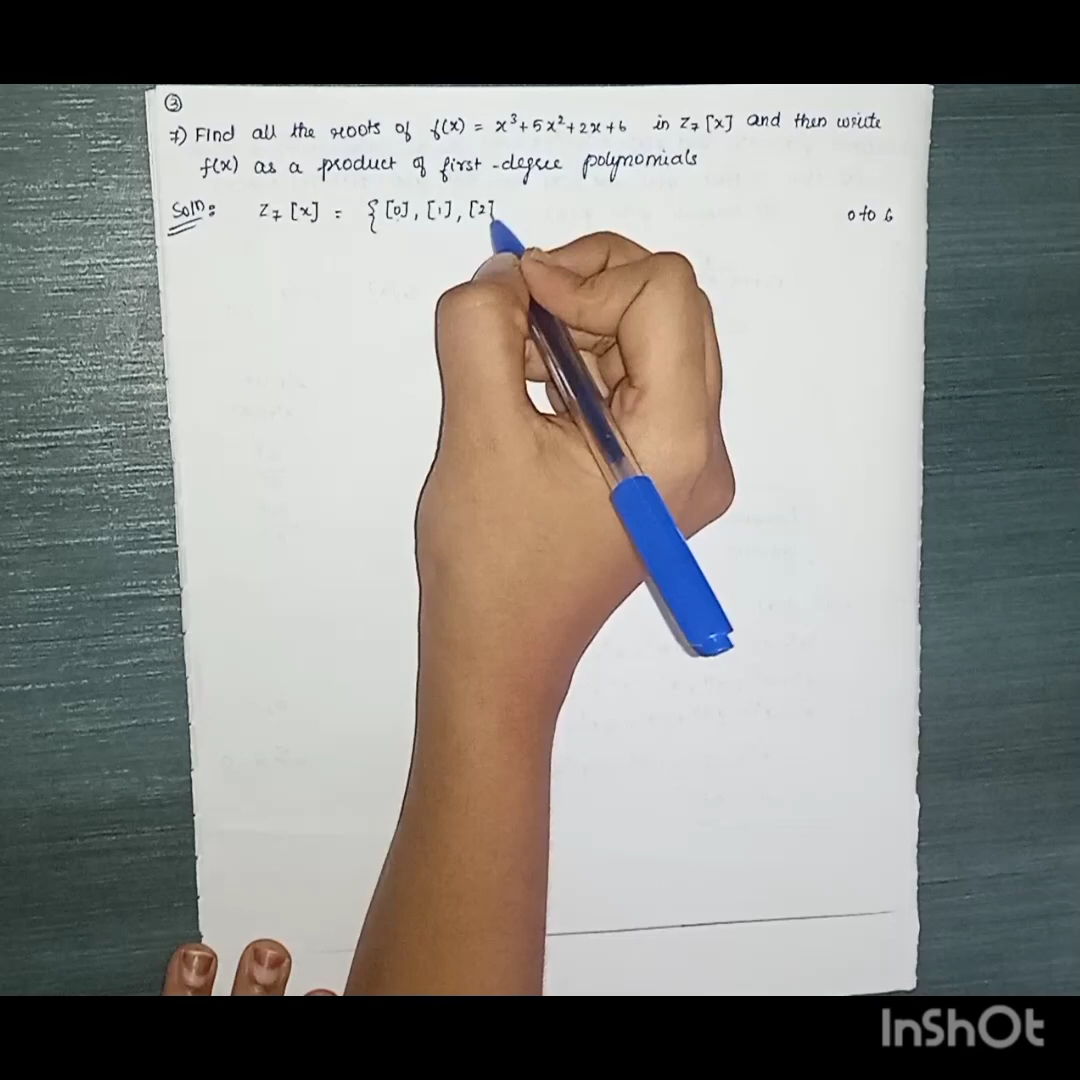 ③
7) Find all the roots of f(x) = x³+5x²+2x+6 in Z₇[x] and then write
f(x) as a product of first-degree polynomials
Soln: Z₇[x] = {[0], [1], [2] 0 to 6
InShOt